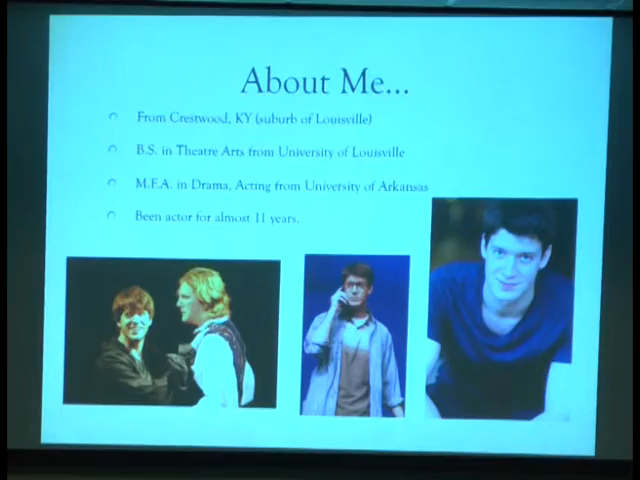 About Me...
From Crestwood, KY (suburb of Louisville)
B.S. in Theatre Arts from University of Louisville
M.F.A. in Drama, Acting from University of Arkansas
Been actor for almost 11 years.